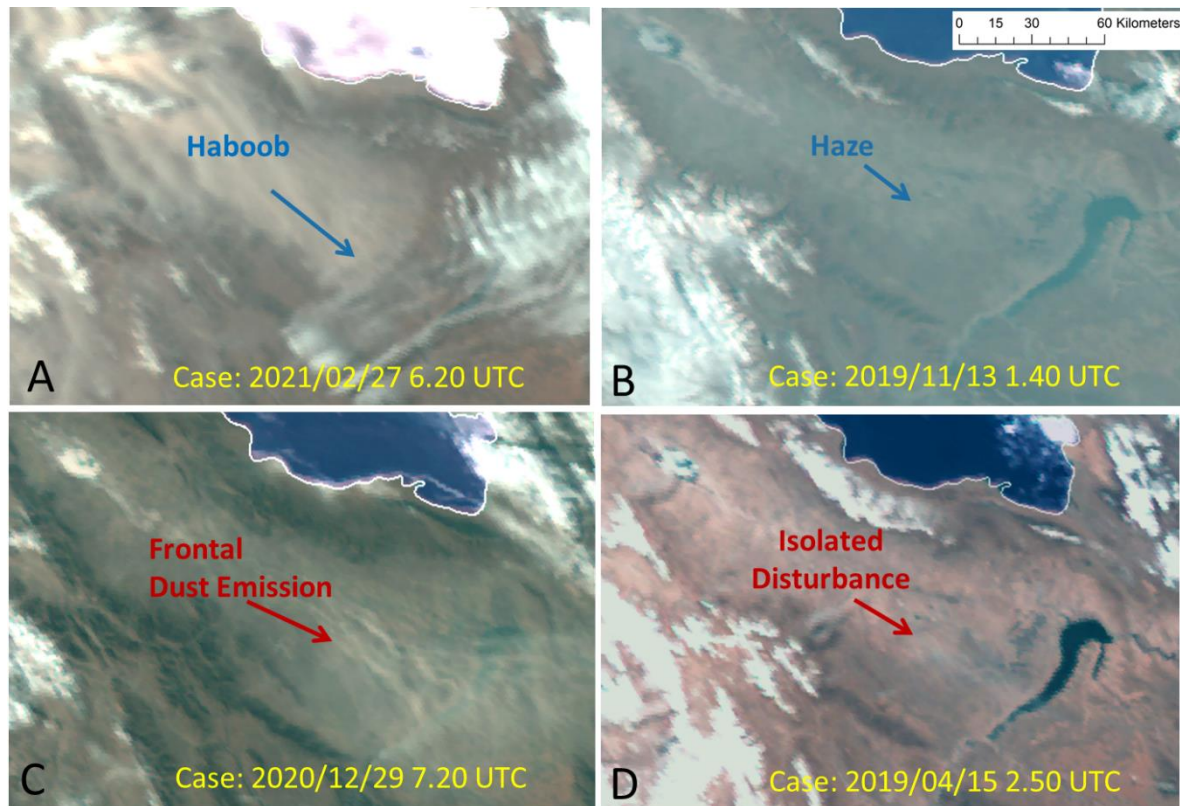 Haboob
A
Case: 2021/02/27 6.20 UTC
0 15 30 60 Kilometers
Haze
B
Case: 2019/11/13 1.40 UTC
Frontal
Dust Emission
C
Case: 2020/12/29 7.20 UTC
Isolated
Disturbance
D
Case: 2019/04/15 2.50 UTC